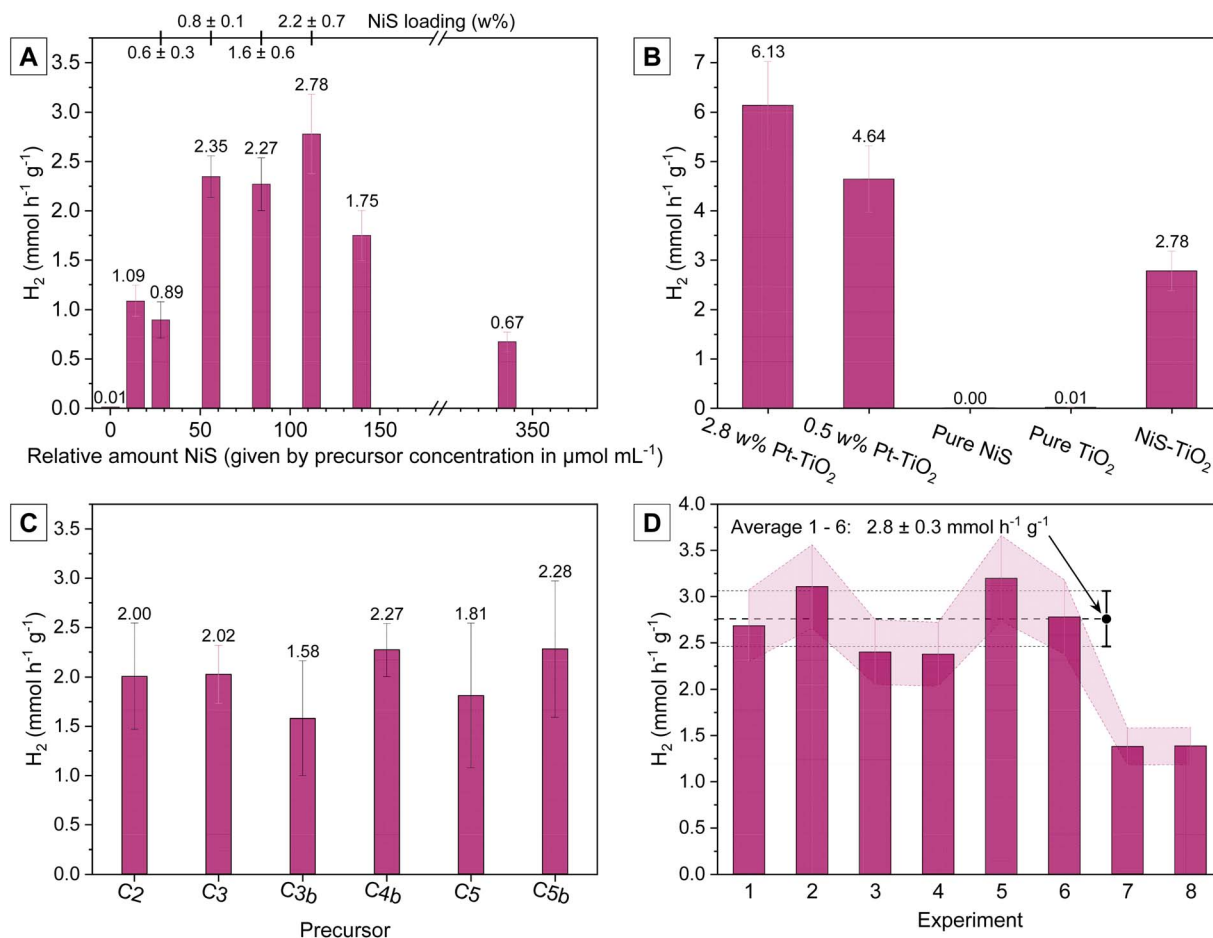 0.8 ± 0.1 2.2 ± 0.7 NiS loading (w%)
0.6 ± 0.3 1.6 ± 0.6
A
H₂ (mmol h⁻¹ g⁻¹)
3.5
3.0
2.5
2.0
1.5
1.0
0.5
0.0
0.01
1.09
0.89
2.35
2.27
2.78
1.75
0.67
0 50 100 150 350
Relative amount NiS (given by precursor concentration in µmol mL⁻¹)
B
H₂ (mmol h⁻¹ g⁻¹)
7
6
5
4
3
2
1
0
6.13
4.64
0.00
0.01
2.78
2.8 w% Pt-TiO₂
0.5 w% Pt-TiO₂
Pure NiS
Pure TiO₂
NiS-TiO₂
C
H₂ (mmol h⁻¹ g⁻¹)
3.5
3.0
2.5
2.0
1.5
1.0
0.5
0.0
2.00
2.02
1.58
2.27
1.81
2.28
C2 C3 C3b C4b C5 C5b
Precursor
D
H₂ (mmol h⁻¹ g⁻¹)
4.0
3.5
3.0
2.5
2.0
1.5
1.0
0.5
0.0
Average 1 - 6: 2.8 ± 0.3 mmol h⁻¹ g⁻¹
1 2 3 4 5 6 7 8
Experiment